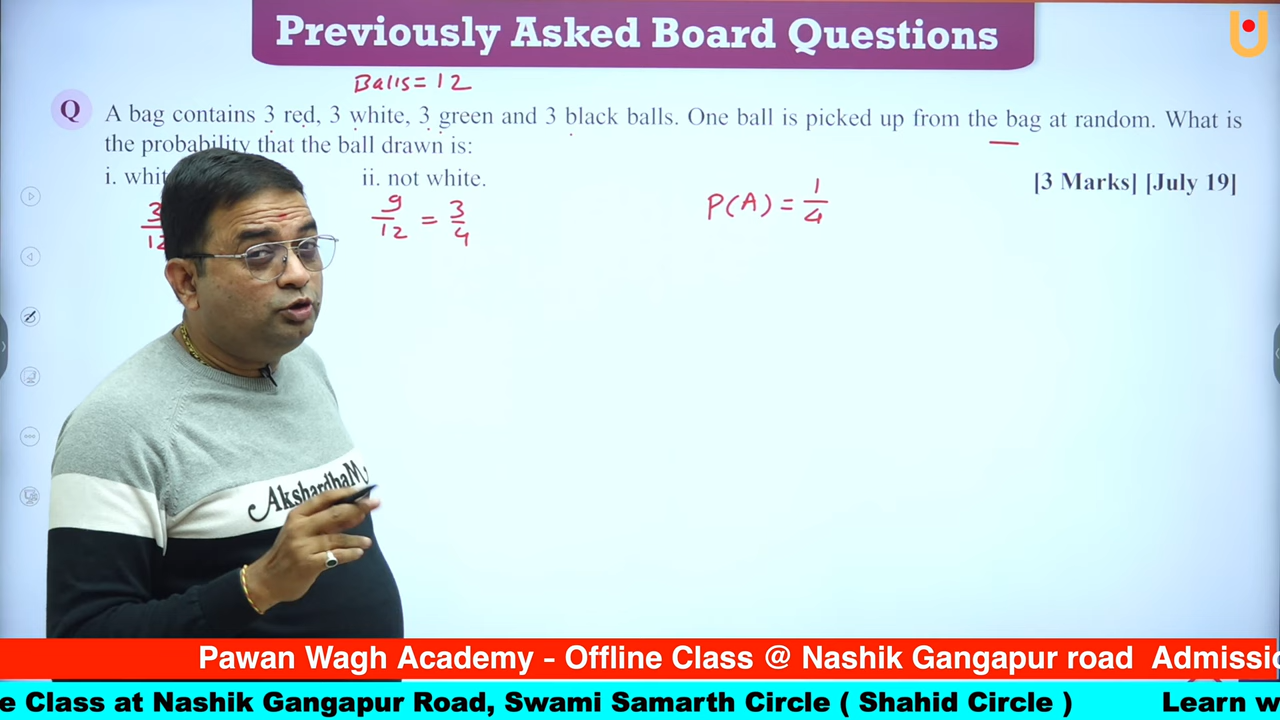 Previously Asked Board Questions
Balls = 12
Q A bag contains 3 red, 3 white, 3 green and 3 black balls. One ball is picked up from the bag at random. What is
the probability that the ball drawn is:
i. ii. not white. [3 Marks] [July 19]
9/12 = 3/4 P(A) = 1/4
AkshardhaM
Pawan Wagh Academy - Offline Class @ Nashik Gangapur road
Class at Nashik Gangapur Road, Swami Samarth Circle ( Shahid Circle ) Learn